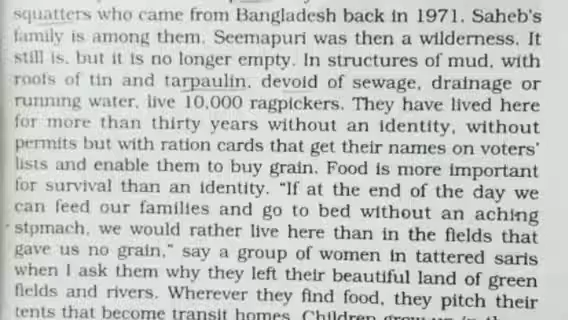 squatters who came from Bangladesh back in 1971. Saheb's
family is among them. Seemapuri was then a wilderness. It
still is, but it is no longer empty. In structures of mud, with
roofs of tin and tarpaulin, devoid of sewage, drainage or
running water, live 10,000 ragpickers. They have lived here
for more than thirty years without an identity, without
permits but with ration cards that get their names on voters'
lists and enable them to buy grain. Food is more important
for survival than an identity. "If at the end of the day we
can feed our families and go to bed without an aching
stomach, we would rather live here than in the fields that
gave us no grain," say a group of women in tattered saris
when I ask them why they left their beautiful land of green
fields and rivers. Wherever they find food, they pitch their
tents that become transit homes. Children grow up in